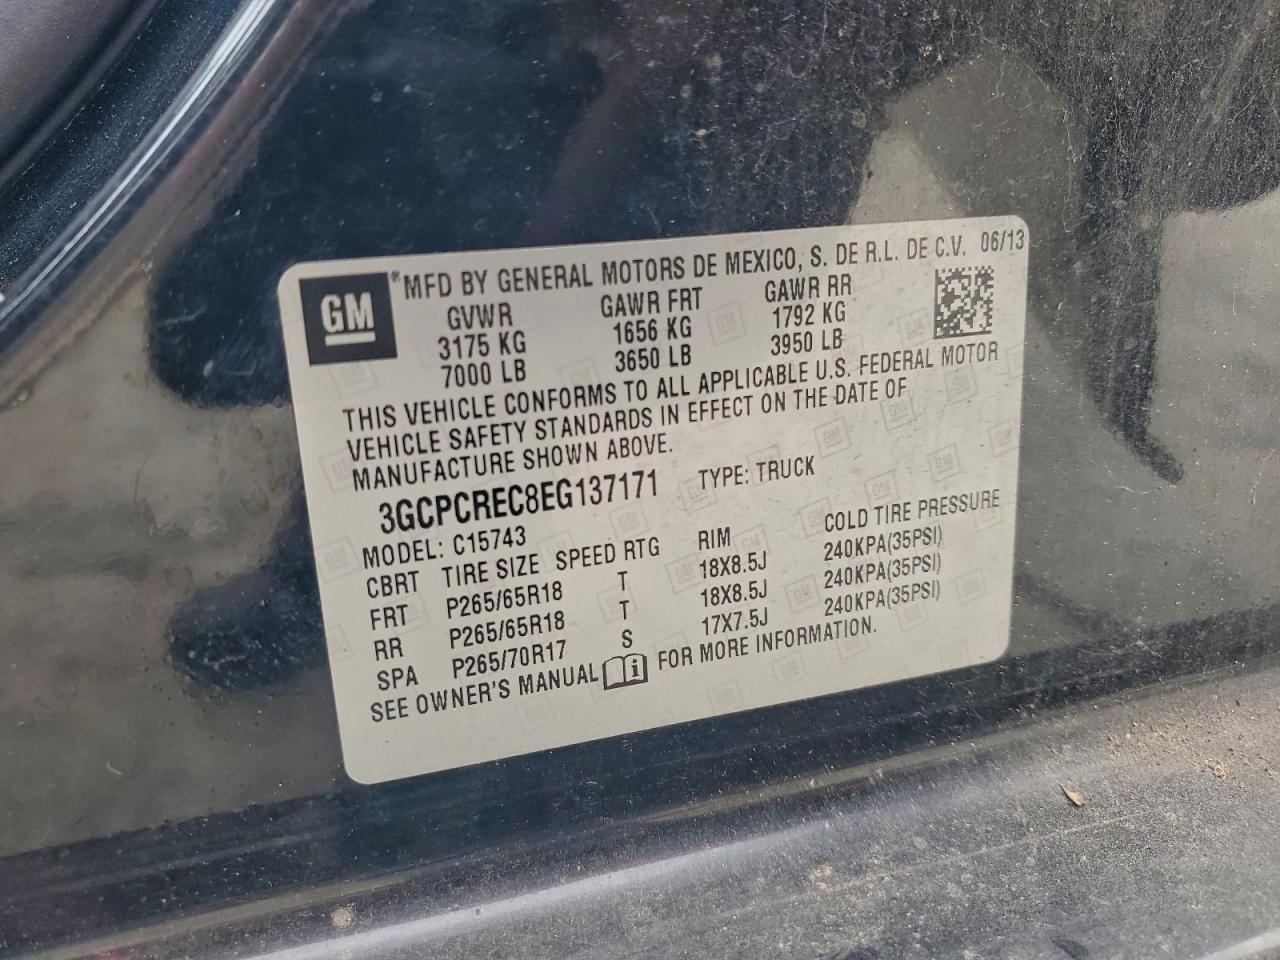 GM ®MFD BY GENERAL MOTORS DE MEXICO, S. DE R.L. DE C.V. 06/13
GVWR GAWR FRT GAWR RR
3175 KG 1656 KG 1792 KG
7000 LB 3650 LB 3950 LB
THIS VEHICLE CONFORMS TO ALL APPLICABLE U.S. FEDERAL MOTOR
VEHICLE SAFETY STANDARDS IN EFFECT ON THE DATE OF
MANUFACTURE SHOWN ABOVE.
3GCPCREC8EG137171 TYPE: TRUCK
MODEL: C15743
CBRT TIRE SIZE SPEED RTG RIM COLD TIRE PRESSURE
FRT P265/65R18 T 18X8.5J 240KPA(35PSI)
RR P265/65R18 T 18X8.5J 240KPA(35PSI)
SPA P265/70R17 S 17X7.5J 240KPA(35PSI)
SEE OWNER'S MANUAL i FOR MORE INFORMATION.